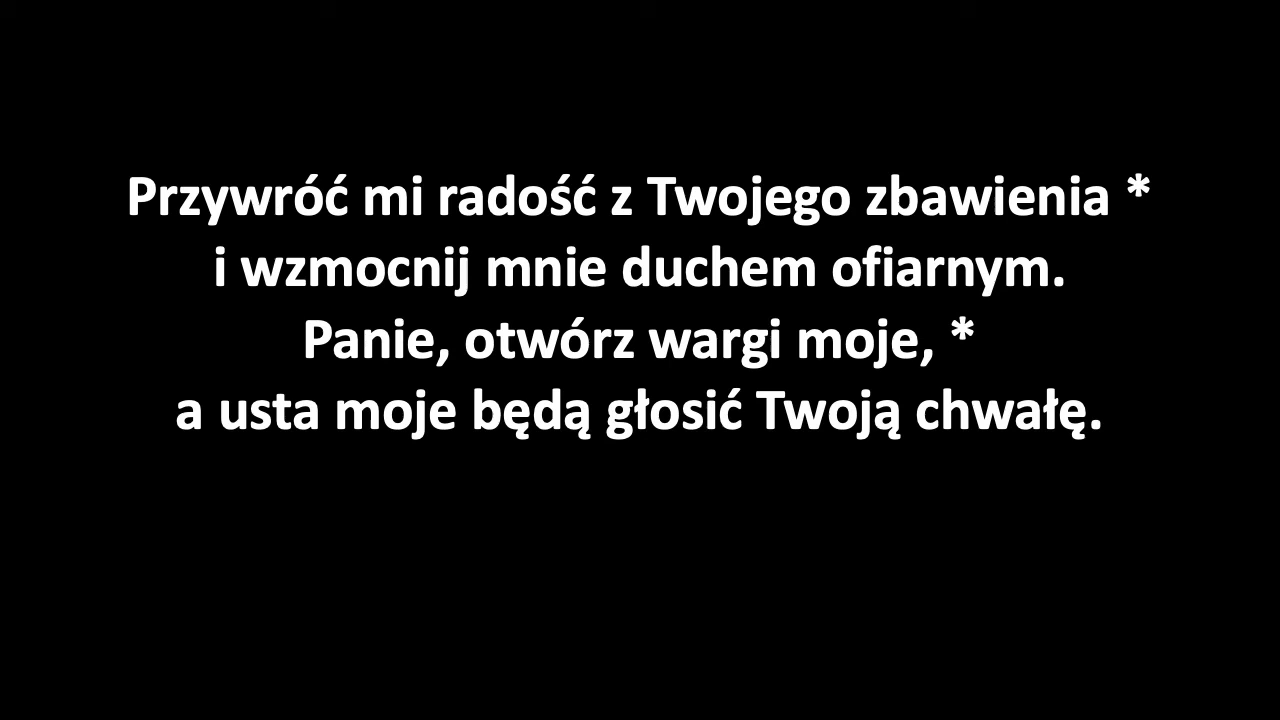 Przywróć mi radość z Twojego zbawienia *
i wzmocnij mnie duchem ofiarnym.
Panie, otwórz wargi moje, *
a usta moje będą głosić Twoją chwałę.